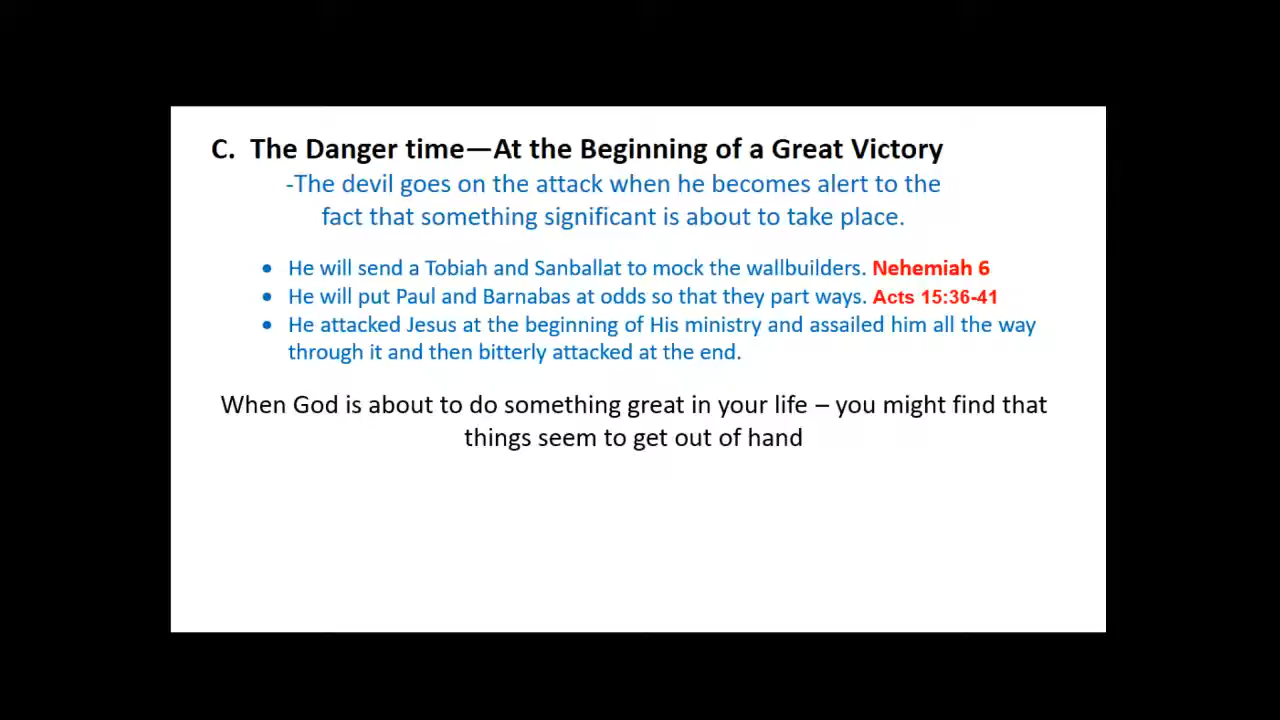 C. The Danger time—At the Beginning of a Great Victory
-The devil goes on the attack when he becomes alert to the
fact that something significant is about to take place.
• He will send a Tobiah and Sanballat to mock the wallbuilders. Nehemiah 6
• He will put Paul and Barnabas at odds so that they part ways. Acts 15:36-41
• He attacked Jesus at the beginning of His ministry and assailed him all the way
through it and then bitterly attacked at the end.
When God is about to do something great in your life – you might find that
things seem to get out of hand